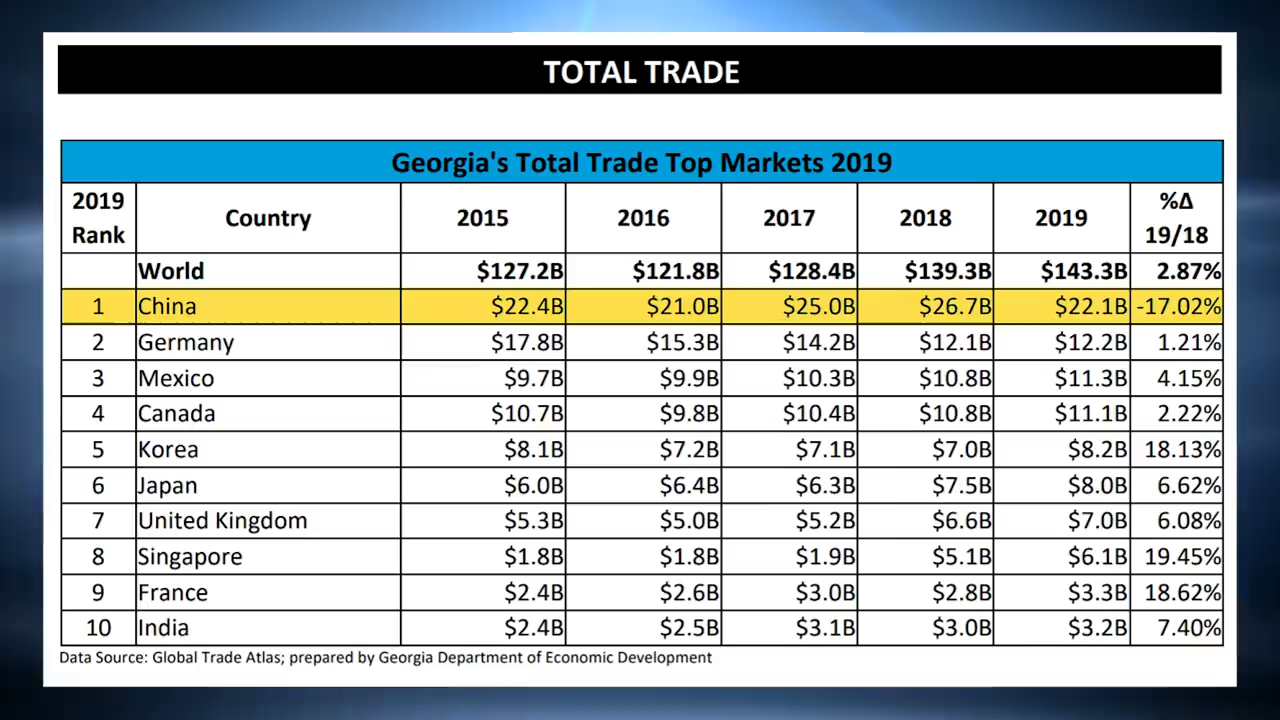 TOTAL TRADE
Georgia's Total Trade Top Markets 2019
2019 Rank Country 2015 2016 2017 2018 2019 %Δ 19/18
World $127.2B $121.8B $128.4B $139.3B $143.3B 2.87%
1 China $22.4B $21.0B $25.0B $26.7B $22.1B -17.02%
2 Germany $17.8B $15.3B $14.2B $12.1B $12.2B 1.21%
3 Mexico $9.7B $9.9B $10.3B $10.8B $11.3B 4.15%
4 Canada $10.7B $9.8B $10.4B $10.8B $11.1B 2.22%
5 Korea $8.1B $7.2B $7.1B $7.0B $8.2B 18.13%
6 Japan $6.0B $6.4B $6.3B $7.5B $8.0B 6.62%
7 United Kingdom $5.3B $5.0B $5.2B $6.6B $7.0B 6.08%
8 Singapore $1.8B $1.8B $1.9B $5.1B $6.1B 19.45%
9 France $2.4B $2.6B $3.0B $2.8B $3.3B 18.62%
10 India $2.4B $2.5B $3.1B $3.0B $3.2B 7.40%
Data Source: Global Trade Atlas; prepared by Georgia Department of Economic Development